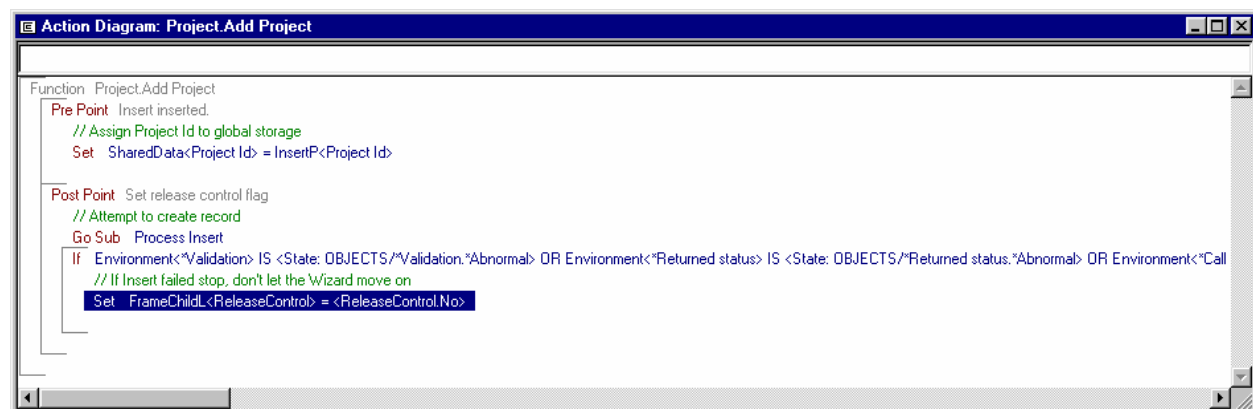 Action Diagram: Project.Add Project
Function Project.Add Project
Pre Point Insert inserted.
// Assign Project Id to global storage
Set SharedData<Project Id> = InsertP<Project Id>
Post Point Set release control flag
// Attempt to create record
Go Sub Process Insert
If Environment<*Validation> IS <State: OBJECTS/*Validation.*Abnormal> OR Environment<*Returned status> IS <State: OBJECTS/*Returned status.*Abnormal> OR Environment<*Call
// If Insert failed stop, don't let the Wizard move on
Set FrameChildL<ReleaseControl> = <ReleaseControl.No>